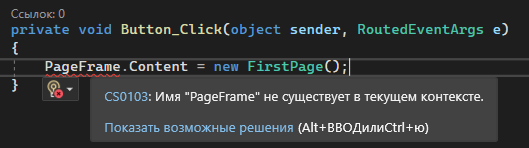 Ссылок: 0
private void Button_Click(object sender, RoutedEventArgs e)
{
PageFrame.Content = new FirstPage();
}
CS0103: Имя "PageFrame" не существует в текущем контексте.
Показать возможные решения (Alt+ВВОДилиCtrl+ю)